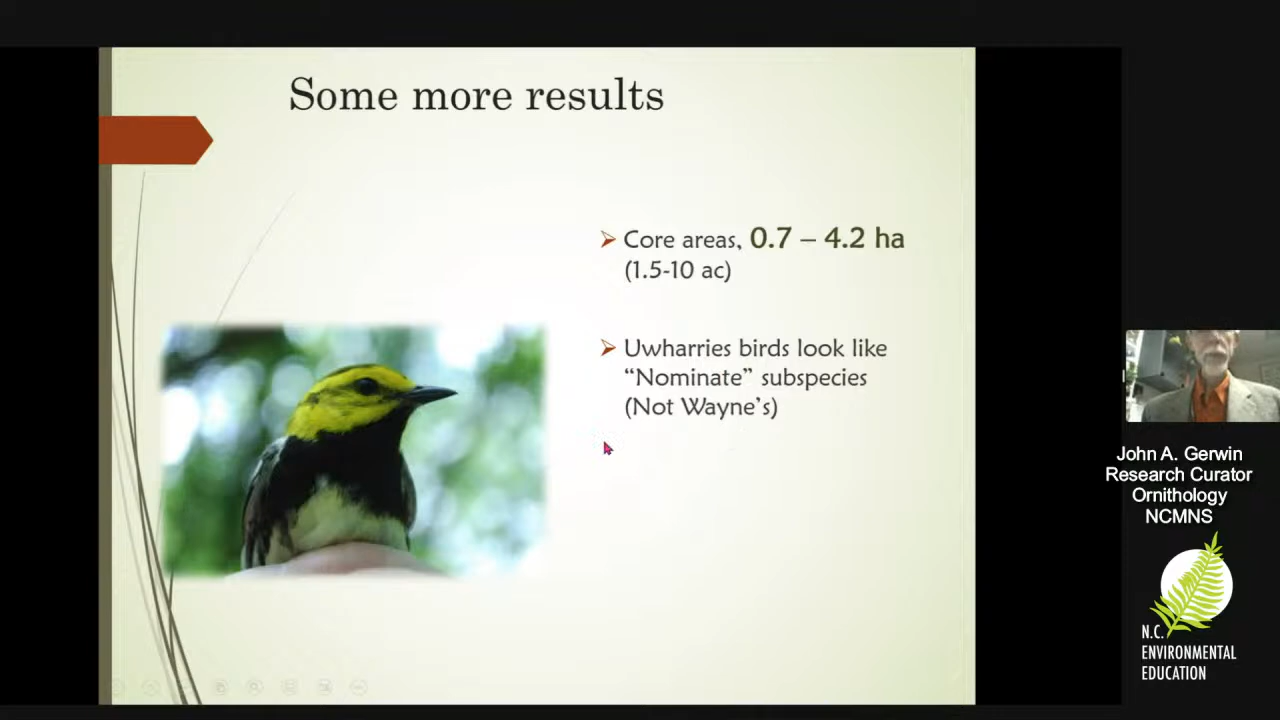 Some more results
Core areas, 0.7 – 4.2 ha
(1.5-10 ac)
Uwharries birds look like
“Nominate” subspecies
(Not Wayne’s)
John A. Gerwin
Research Curator
Ornithology
NCMNS
N.C.
ENVIRONMENTAL
EDUCATION